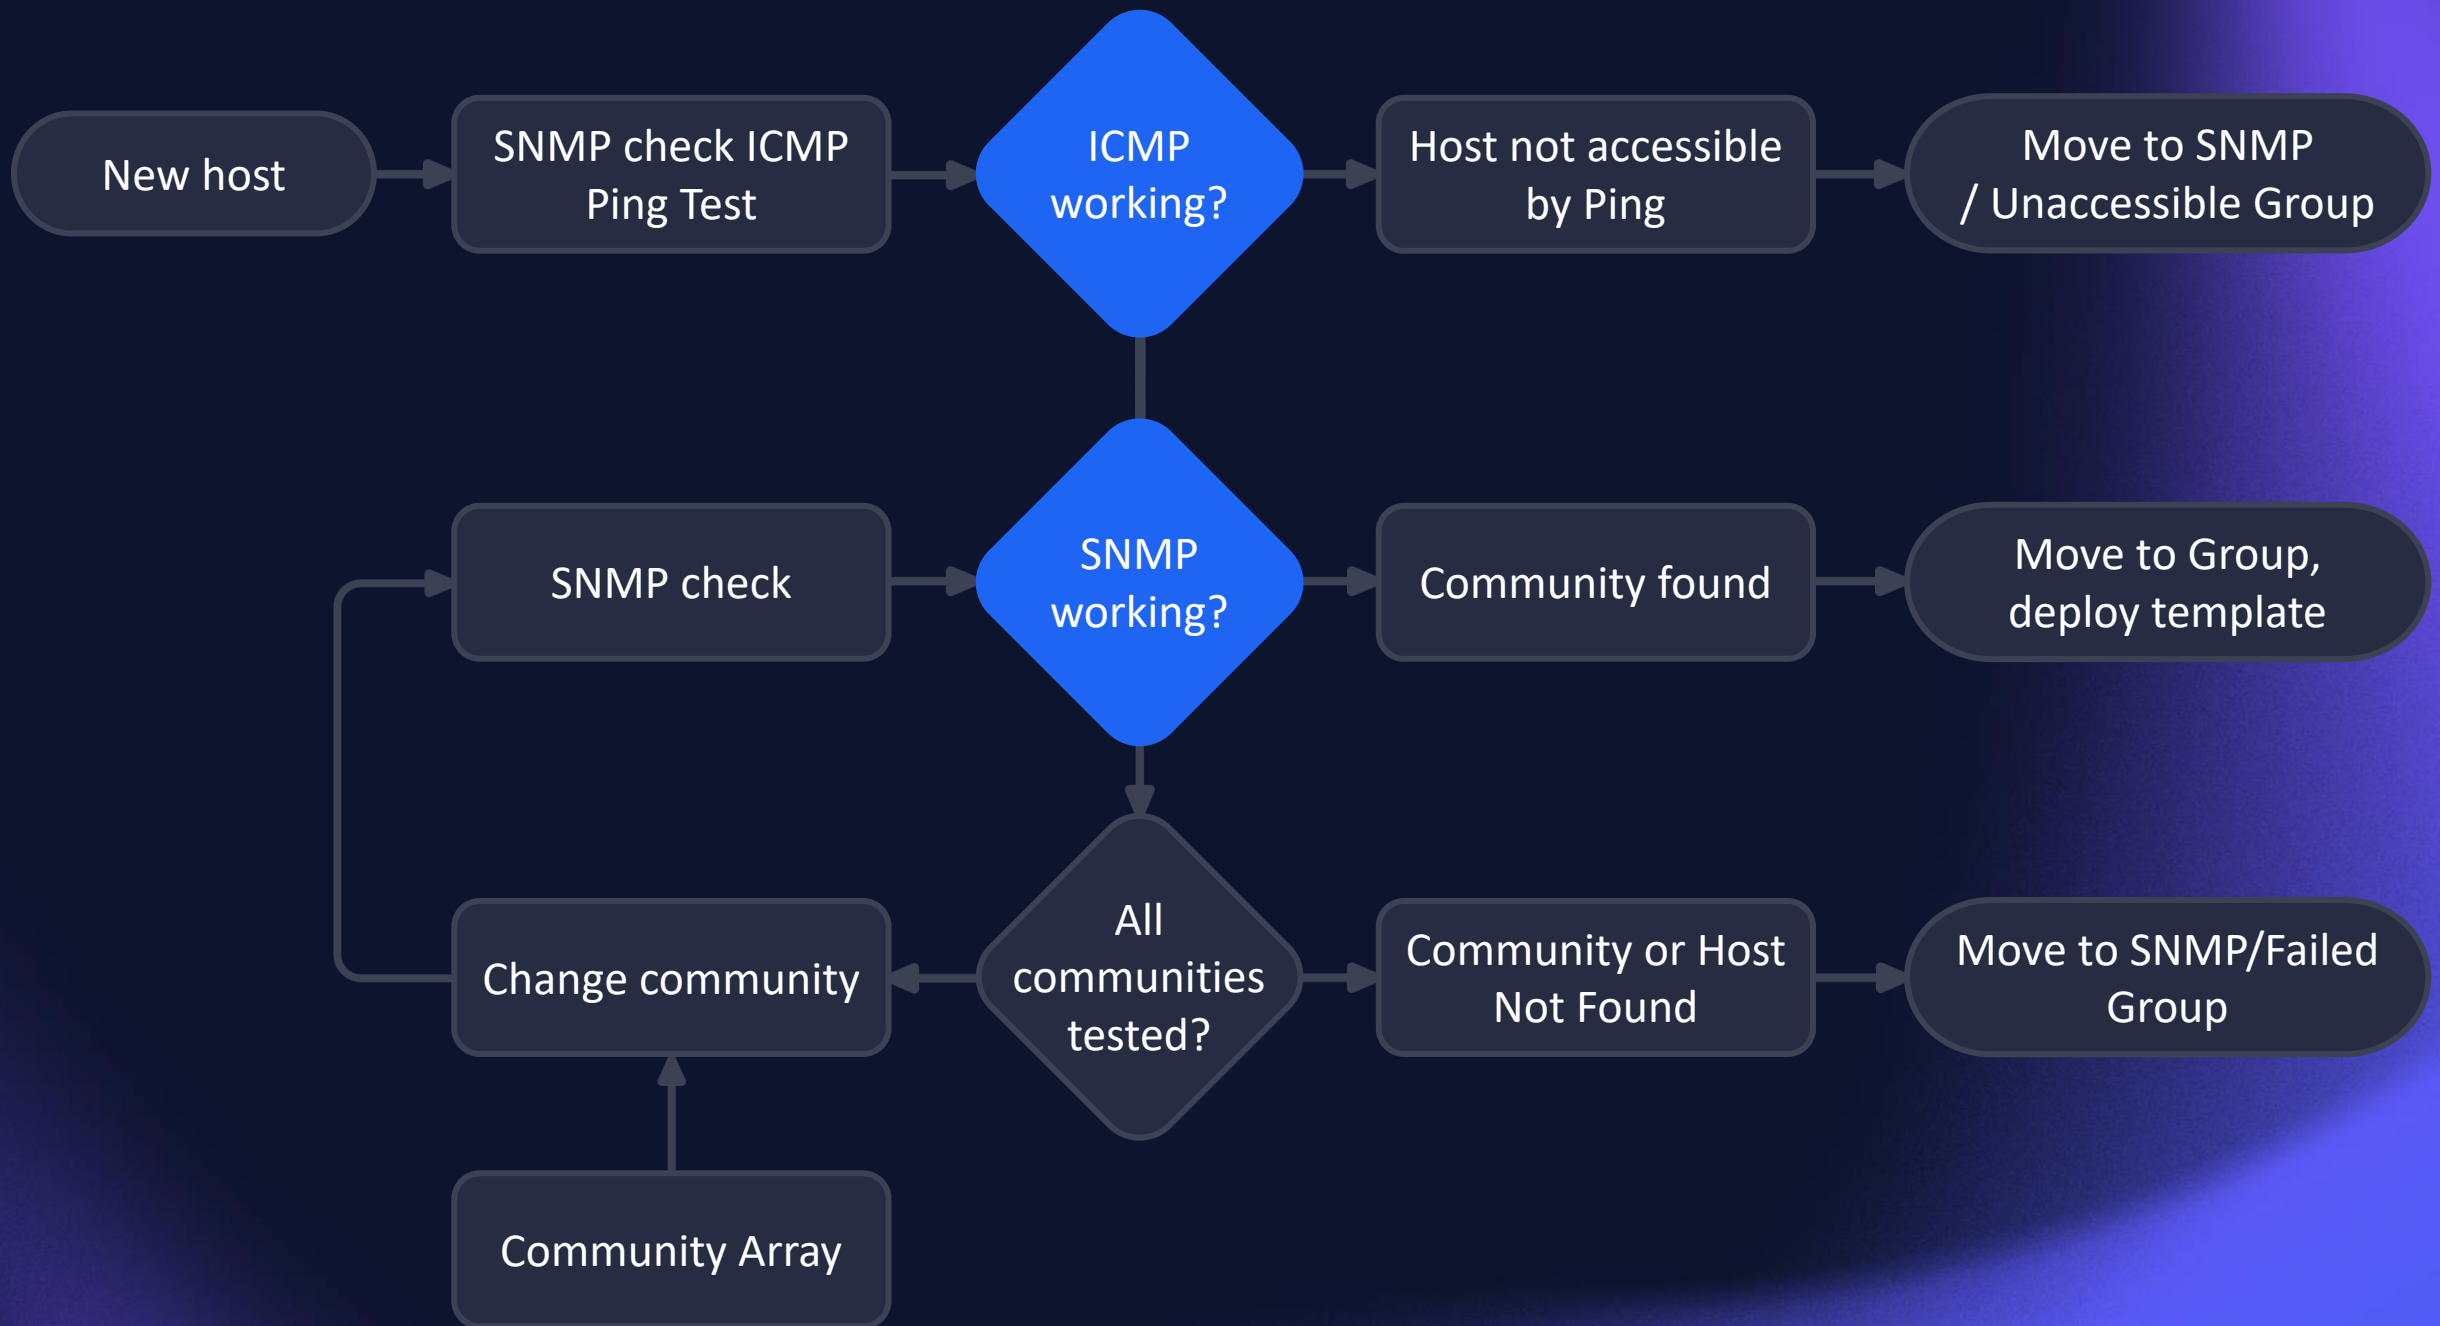 New host
SNMP check ICMP
Ping Test
ICMP
working?
Host not accessible
by Ping
Move to SNMP
/ Unaccessible Group
SNMP check
SNMP
working?
Community found
Move to Group,
deploy template
Change community
All
communities
tested?
Community or Host
Not Found
Move to SNMP/Failed
Group
Community Array